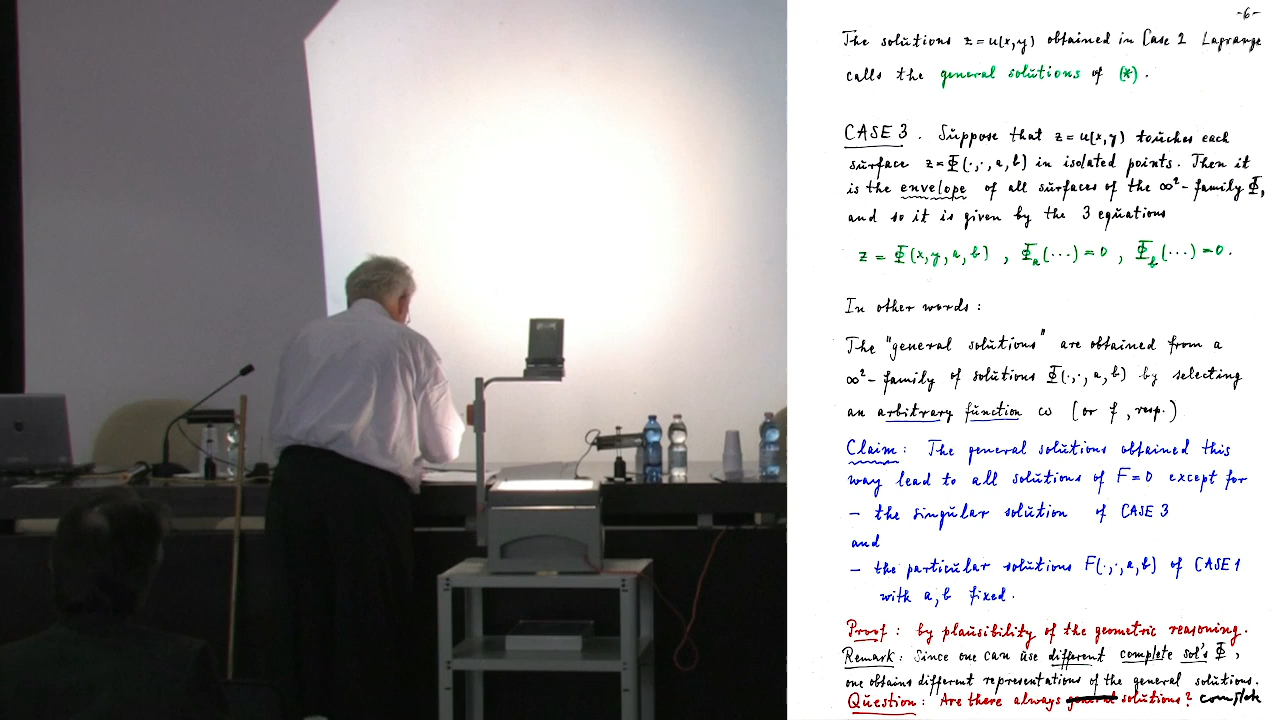 -6-
The solutions z = u(x,y) obtained in Case 2 Lagrange
calls the general solutions of (*).
CASE 3. Suppose that z = u(x,y) touches each
surface z = Φ(·,·,a,b) in isolated points. Then it
is the envelope of all surfaces of the ∞²-family Φ,
and so it is given by the 3 equations
z = Φ(x,y,a,b) , Φa(···) = 0 , Φb(···) = 0.
In other words:
The "general solutions" are obtained from a
∞²-family of solutions Φ(·,·,a,b) by selecting
an arbitrary function ω (or f, resp.)
Claim: The general solutions obtained this
way lead to all solutions of F = 0 except for
- the singular solution of CASE 3
and
- the particular solutions F(·,·,a,b) of CASE 1
with a,b fixed.
Proof: by plausibility of the geometric reasoning.
Remark: Since one can use different complete sol's Φ,
one obtains different representations of the general solutions.
Question: Are there always general solutions? complete